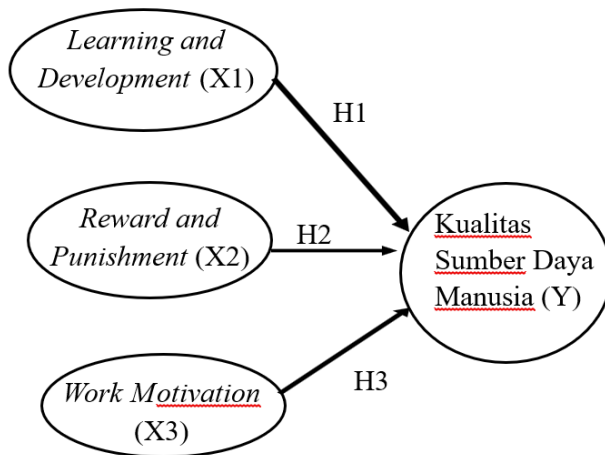 Learning and
Development (X1)
H1
Reward and
Punishment (X2)
H2
Kualitas
Sumber Daya
Manusia (Y)
Work Motivation
(X3)
H3